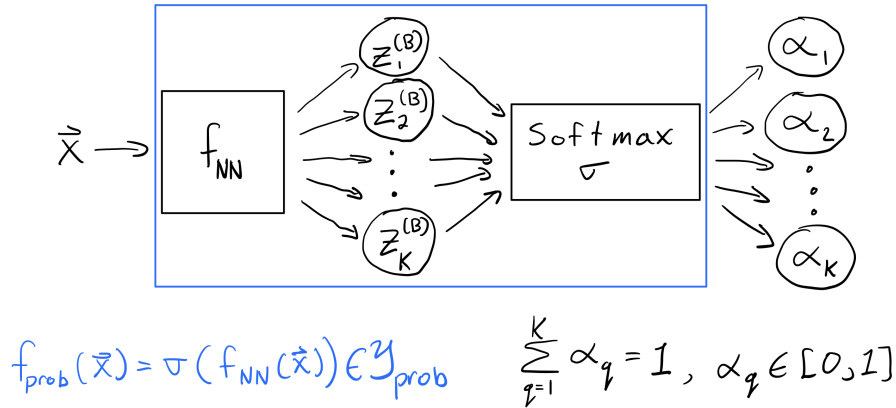 x⃗ → f_NN
z_1^(B)
z_2^(B)
⋮
z_K^(B)
Softmax
σ
α_1
α_2
⋮
α_K
f_prob(x⃗) = σ(f_NN(x⃗)) ∈ 𝒴_prob
∑_{q=1}^{K} α_q = 1, α_q ∈ [0,1]